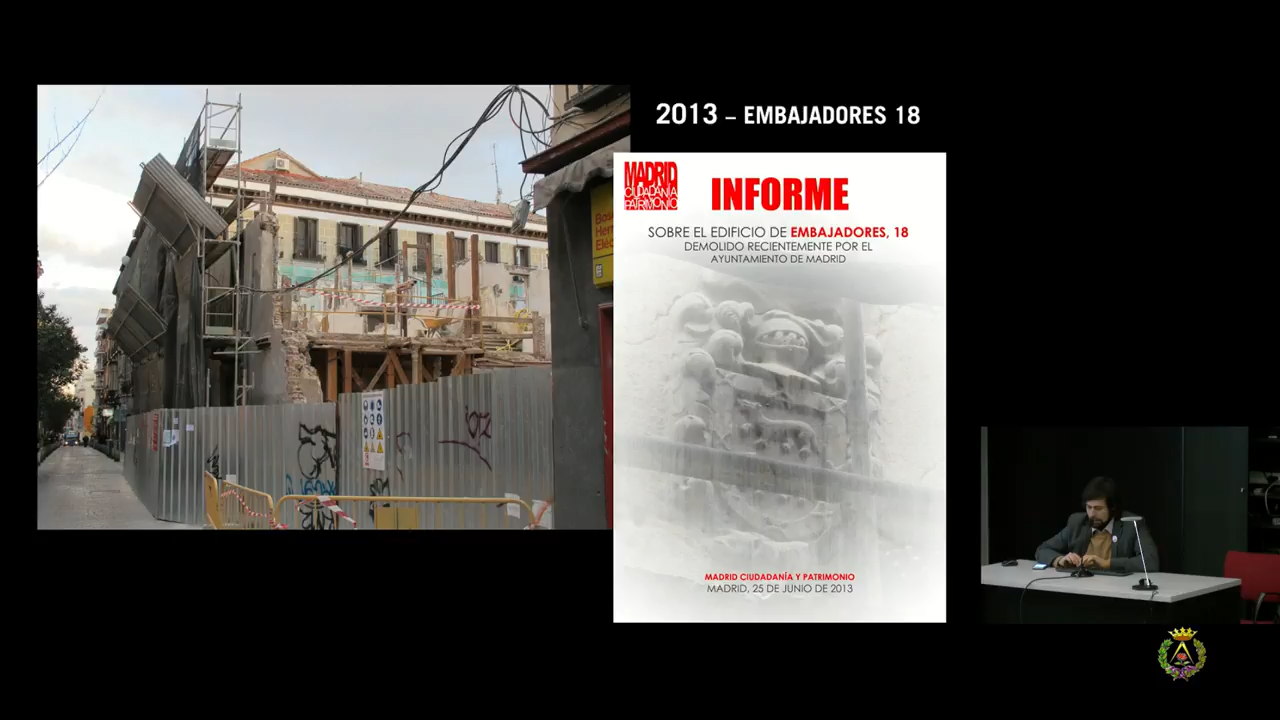 2013 – EMBAJADORES 18
MADRID
CIUDADANÍA
PATRIMONIO
INFORME
SOBRE EL EDIFICIO DE EMBAJADORES, 18
DEMOLIDO RECIENTEMENTE POR EL
AYUNTAMIENTO DE MADRID
MADRID CIUDADANÍA Y PATRIMONIO
MADRID, 25 DE JUNIO DE 2013